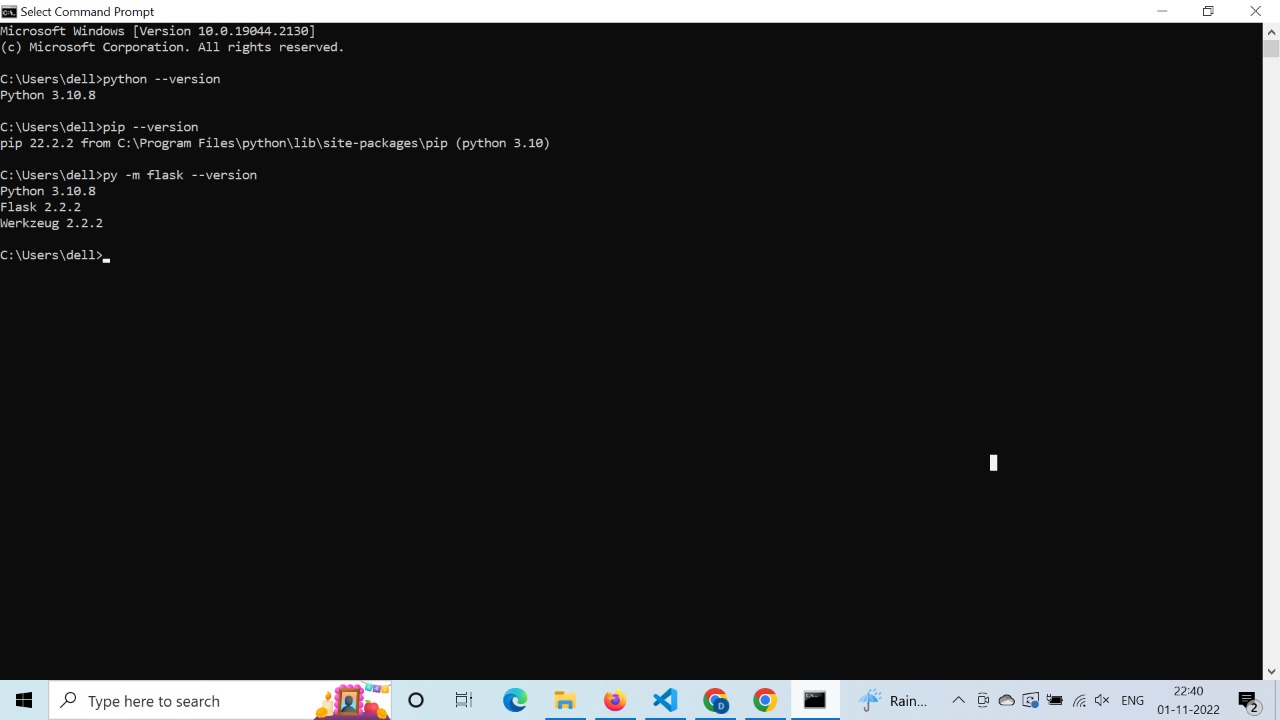 Select Command Prompt
Microsoft Windows [Version 10.0.19044.2130]
(c) Microsoft Corporation. All rights reserved.
C:\Users\dell>python --version
Python 3.10.8
C:\Users\dell>pip --version
pip 22.2.2 from C:\Program Files\python\lib\site-packages\pip (python 3.10)
C:\Users\dell>py -m flask --version
Python 3.10.8
Flask 2.2.2
Werkzeug 2.2.2
C:\Users\dell>
Type here to search
D
Rain...
ENG
22:40
01-11-2022
2